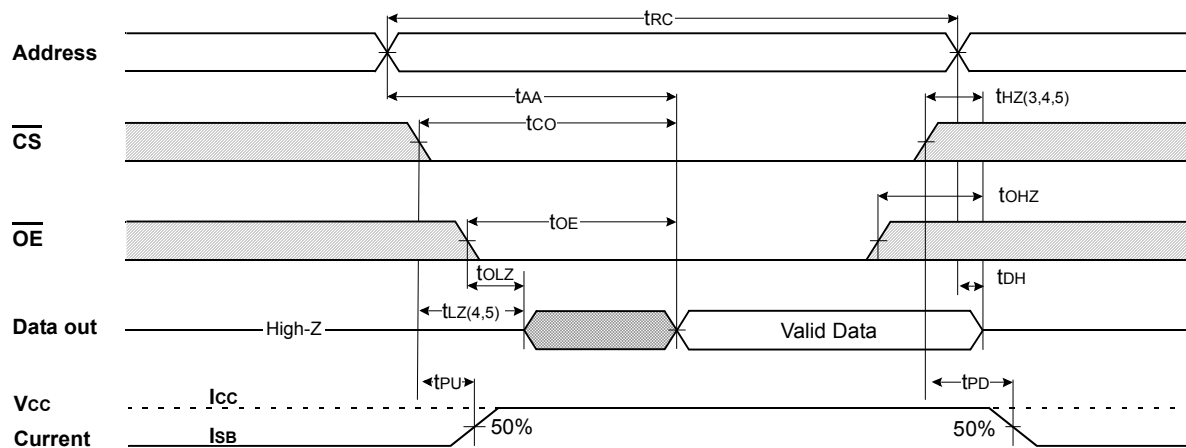 tRC
Address
tAA
tHZ(3,4,5)
CS
tCO
tOHZ
OE
tOE
tOLZ
tDH
tLZ(4,5)
Data out
High-Z
Valid Data
tPU
tPD
VCC
ICC
50%
50%
Current
ISB